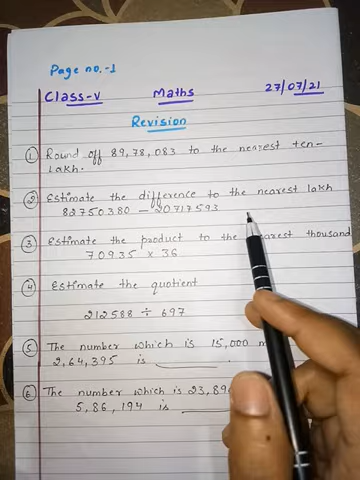 Page no.-1
Class-V Maths 27/07/21
Revision
① Round off 89,78,083 to the nearest ten-
Lakh.
② Estimate the difference to the nearest lakh
82750380 - 20717593
③ Estimate the product to the nearest thousand
70935 x 36
④ Estimate the quotient
212588 ÷ 697
⑤ The number which is 15,000
2,64,395 is ________.
⑥ The number which is
5,86,194 is ________